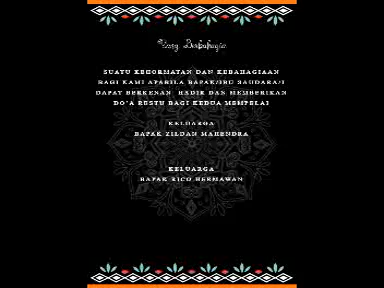 Yang Berbahagia
SUATU KEHORMATAN DAN KEBAHAGIAAN
BAGI KAMI APABILA BAPAK/IBU SAUDARA/I
DAPAT BERKENAN HADIR DAN MEMBERIKAN
DO'A RESTU BAGI KEDUA MEMPELAI
KELUARGA
BAPAK ZILDAN MAHENDRA
KELUARGA
BAPAK RICO HERMAWAN